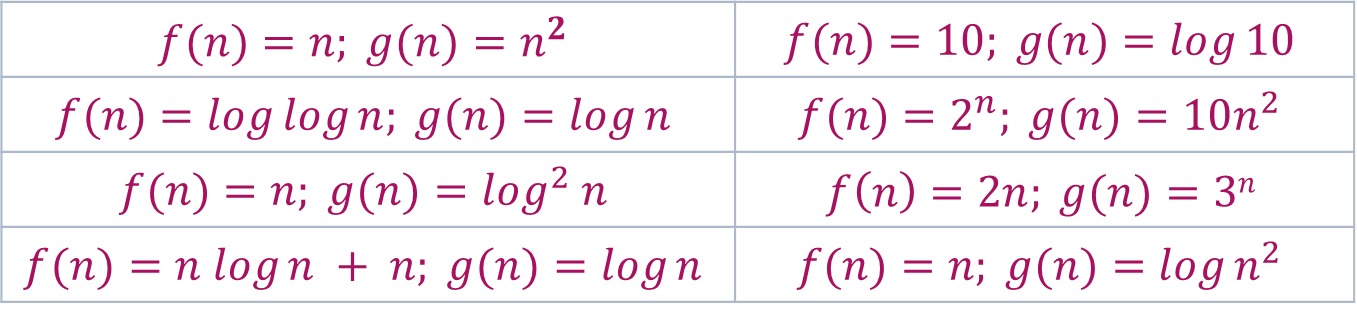 f(n) = n; g(n) = n²
f(n) = 10; g(n) = log 10
f(n) = log log n; g(n) = log n
f(n) = 2ⁿ; g(n) = 10n²
f(n) = n; g(n) = log² n
f(n) = 2n; g(n) = 3ⁿ
f(n) = n log n + n; g(n) = log n
f(n) = n; g(n) = log n²